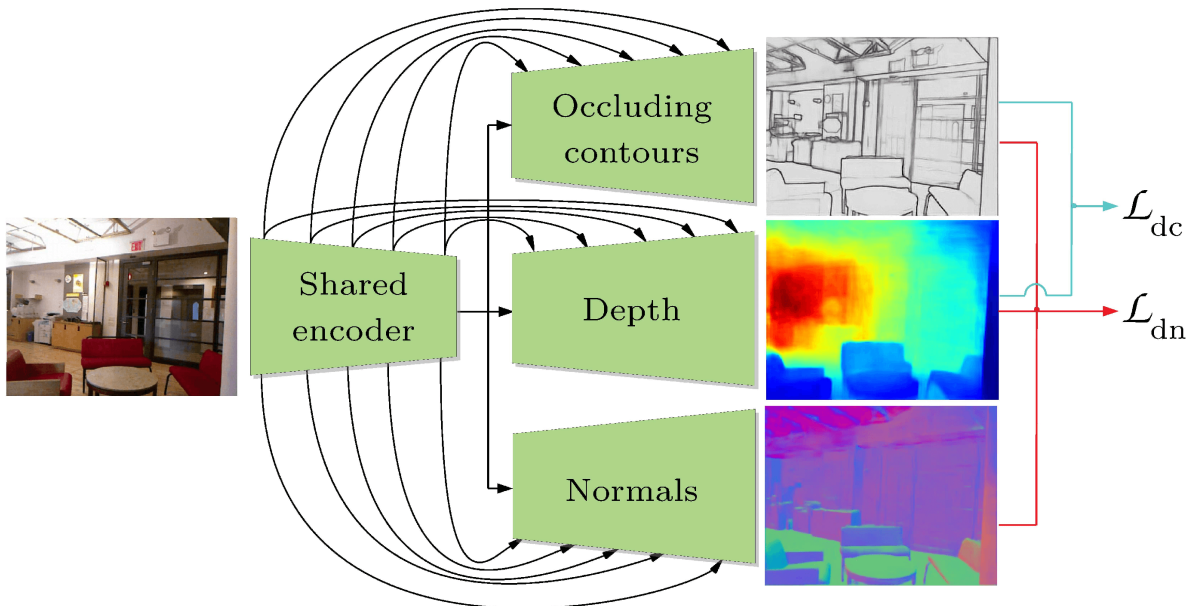 Occluding
contours
Shared
encoder
Depth
Normals
ℒdc
ℒdn